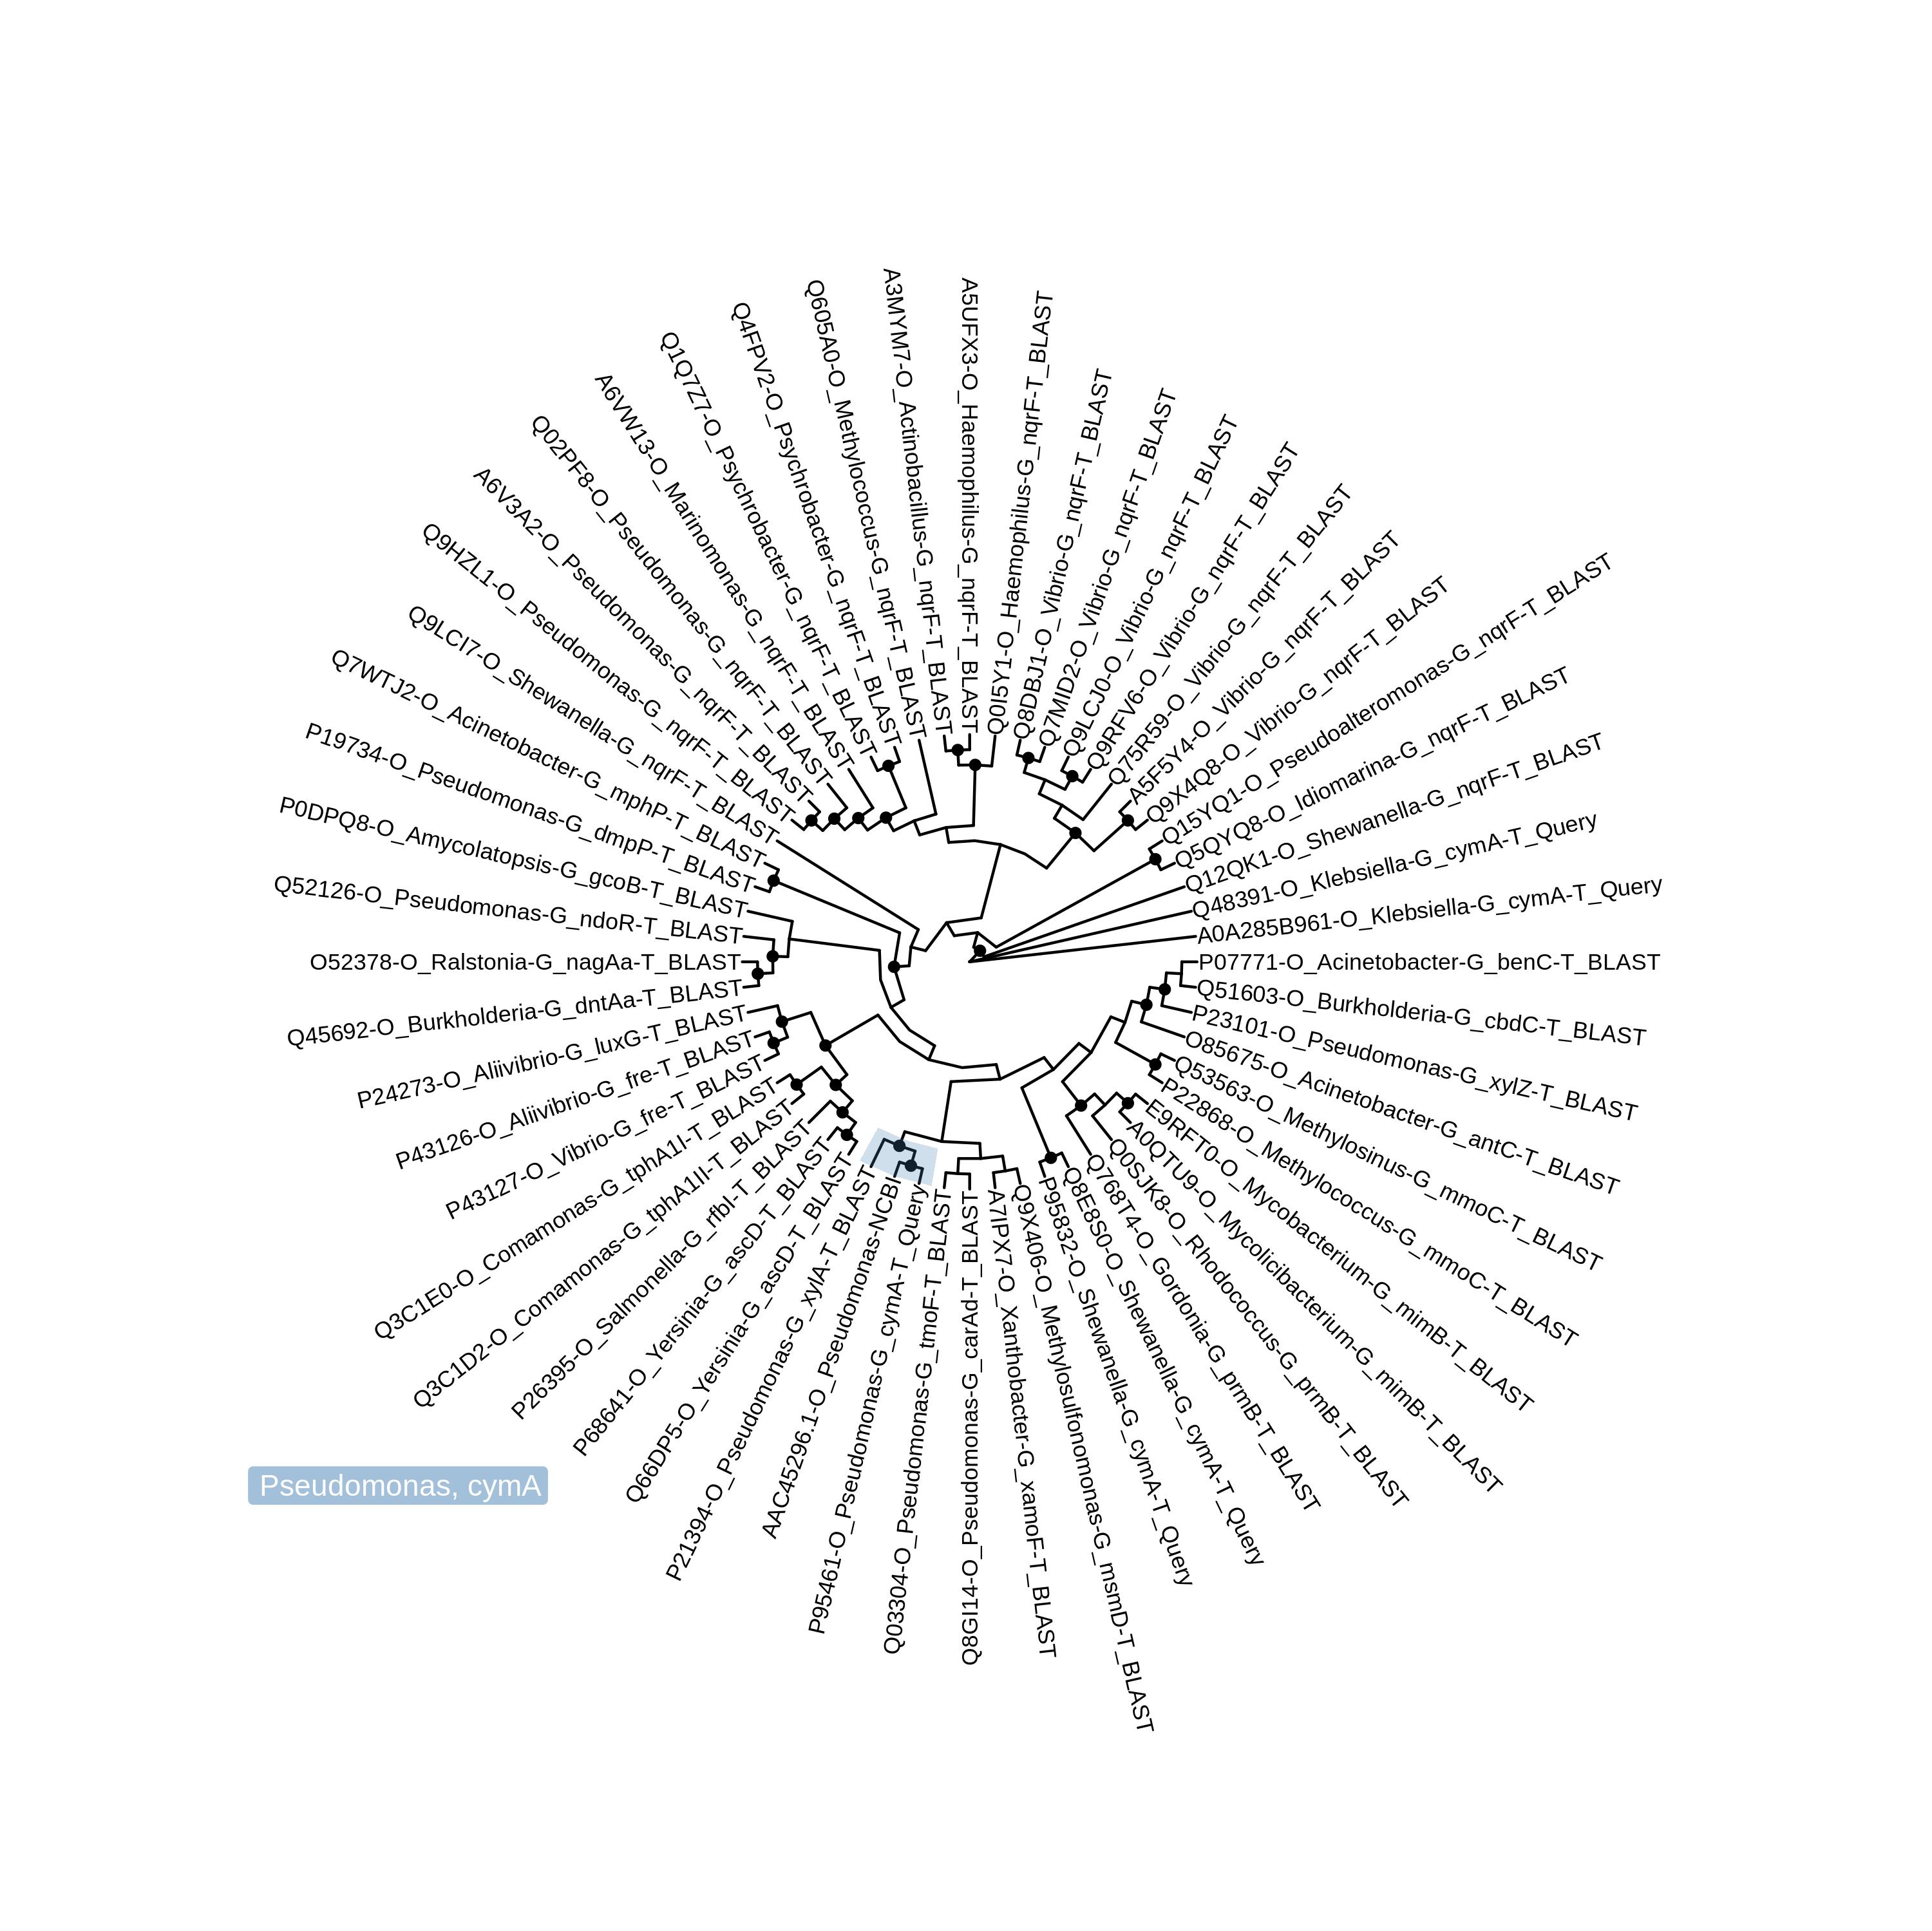 A3MYM7-O_Actinobacillus-G_nqrF-T_BLAST
A5UFX3-O_Haemophilus-G_nqrF-T_BLAST
Q0I5Y1-O_Haemophilus-G_nqrF-T_BLAST
Q8DBJ1-O_Vibrio-G_nqrF-T_BLAST
Q7MID2-O_Vibrio-G_nqrF-T_BLAST
Q9LCJ0-O_Vibrio-G_nqrF-T_BLAST
Q9RFV6-O_Vibrio-G_nqrF-T_BLAST
Q75R59-O_Vibrio-G_nqrF-T_BLAST
A5F5Y4-O_Vibrio-G_nqrF-T_BLAST
Q9X4Q8-O_Vibrio-G_nqrF-T_BLAST
Q15YQ1-O_Pseudoalteromonas-G_nqrF-T_BLAST
Q5QYQ8-O_Idiomarina-G_nqrF-T_BLAST
Q12QK1-O_Shewanella-G_nqrF-T_BLAST
Q48391-O_Klebsiella-G_cymA-T_Query
A0A285B961-O_Klebsiella-G_cymA-T_Query
P07771-O_Acinetobacter-G_benC-T_BLAST
Q51603-O_Burkholderia-G_cbdC-T_BLAST
P23101-O_Pseudomonas-G_xylZ-T_BLAST
O85675-O_Acinetobacter-G_antC-T_BLAST
Q53563-O_Methylosinus-G_mmoC-T_BLAST
P22868-O_Methylococcus-G_mmoC-T_BLAST
E9RFT0-O_Mycobacterium-G_mimB-T_BLAST
A0QTU9-O_Mycolicibacterium-G_mimB-T_BLAST
Q0SJK8-O_Rhodococcus-G_prmB-T_BLAST
Q768T4-O_Gordonia-G_prmB-T_BLAST
Q8E8S0-O_Shewanella-G_cymA-T_Query
P95832-O_Shewanella-G_cymA-T_Query
Q9X406-O_Methylosulfonomonas-G_msmD-T_BLAST
A7IPX7-O_Xanthobacter-G_xamoF-T_BLAST
Q8GI14-O_Pseudomonas-G_carAd-T_BLAST
Q03304-O_Pseudomonas-G_tmoF-T_BLAST
P95461-O_Pseudomonas-G_cymA-T_Query
AAC45296.1-O_Pseudomonas-NCBI
P21394-O_Pseudomonas-G_xylA-T_BLAST
Q66DP5-O_Yersinia-G_ascD-T_BLAST
P68641-O_Yersinia-G_ascD-T_BLAST
P26395-O_Salmonella-G_rfbI-T_BLAST
Q3C1D2-O_Comamonas-G_tphA1II-T_BLAST
Q3C1E0-O_Comamonas-G_tphA1I-T_BLAST
P43127-O_Vibrio-G_fre-T_BLAST
P43126-O_Aliivibrio-G_fre-T_BLAST
P24273-O_Aliivibrio-G_luxG-T_BLAST
Q45692-O_Burkholderia-G_dntAa-T_BLAST
O52378-O_Ralstonia-G_nagAa-T_BLAST
Q52126-O_Pseudomonas-G_ndoR-T_BLAST
P0DPQ8-O_Amycolatopsis-G_gcoB-T_BLAST
P19734-O_Pseudomonas-G_dmpP-T_BLAST
Q7WTJ2-O_Acinetobacter-G_mphP-T_BLAST
Q9LCI7-O_Shewanella-G_nqrF-T_BLAST
Q9HZL1-O_Pseudomonas-G_nqrF-T_BLAST
A6V3A2-O_Pseudomonas-G_nqrF-T_BLAST
Q02PF8-O_Pseudomonas-G_nqrF-T_BLAST
A6VW13-O_Marinomonas-G_nqrF-T_BLAST
Q1Q7Z7-O_Psychrobacter-G_nqrF-T_BLAST
Q4FPV2-O_Psychrobacter-G_nqrF-T_BLAST
Q605A0-O_Methylococcus-G_nqrF-T_BLAST
Pseudomonas, cymA